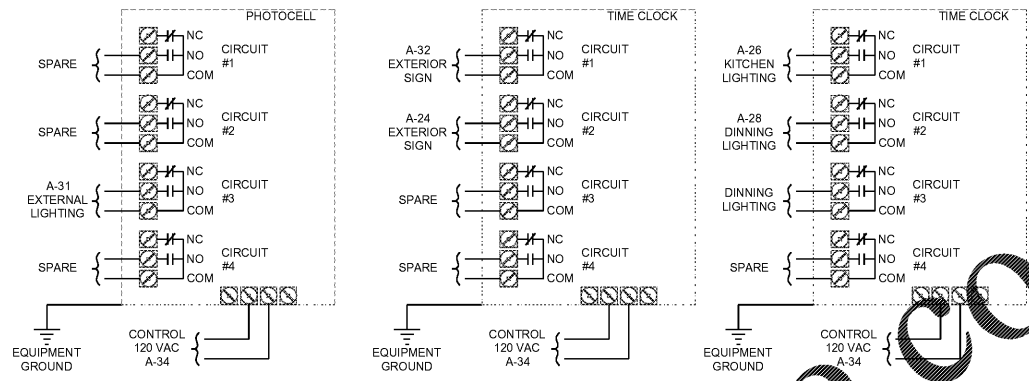 PHOTOCELL
NC
SPARE
NO
CIRCUIT
#1
COM
NC
SPARE
NO
CIRCUIT
#2
COM
NC
A-31
EXTERNAL
LIGHTING
NO
CIRCUIT
#3
COM
NC
SPARE
NO
CIRCUIT
#4
COM
EQUIPMENT
GROUND
CONTROL
120 VAC
A-34
TIME CLOCK
NC
A-32
EXTERIOR
SIGN
NO
CIRCUIT
#1
COM
NC
A-24
EXTERIOR
SIGN
NO
CIRCUIT
#2
COM
NC
SPARE
NO
CIRCUIT
#3
COM
NC
SPARE
NO
CIRCUIT
#4
COM
EQUIPMENT
GROUND
CONTROL
120 VAC
A-34
TIME CLOCK
NC
A-26
KITCHEN
LIGHTING
NO
CIRCUIT
#1
COM
NC
A-28
DINNING
LIGHTING
NO
CIRCUIT
#2
COM
NC
DINNING
LIGHTING
NO
CIRCUIT
#3
COM
NC
SPARE
NO
CIRCUIT
#4
COM
EQUIPMENT
GROUND
CONTROL
120 VAC
A-34